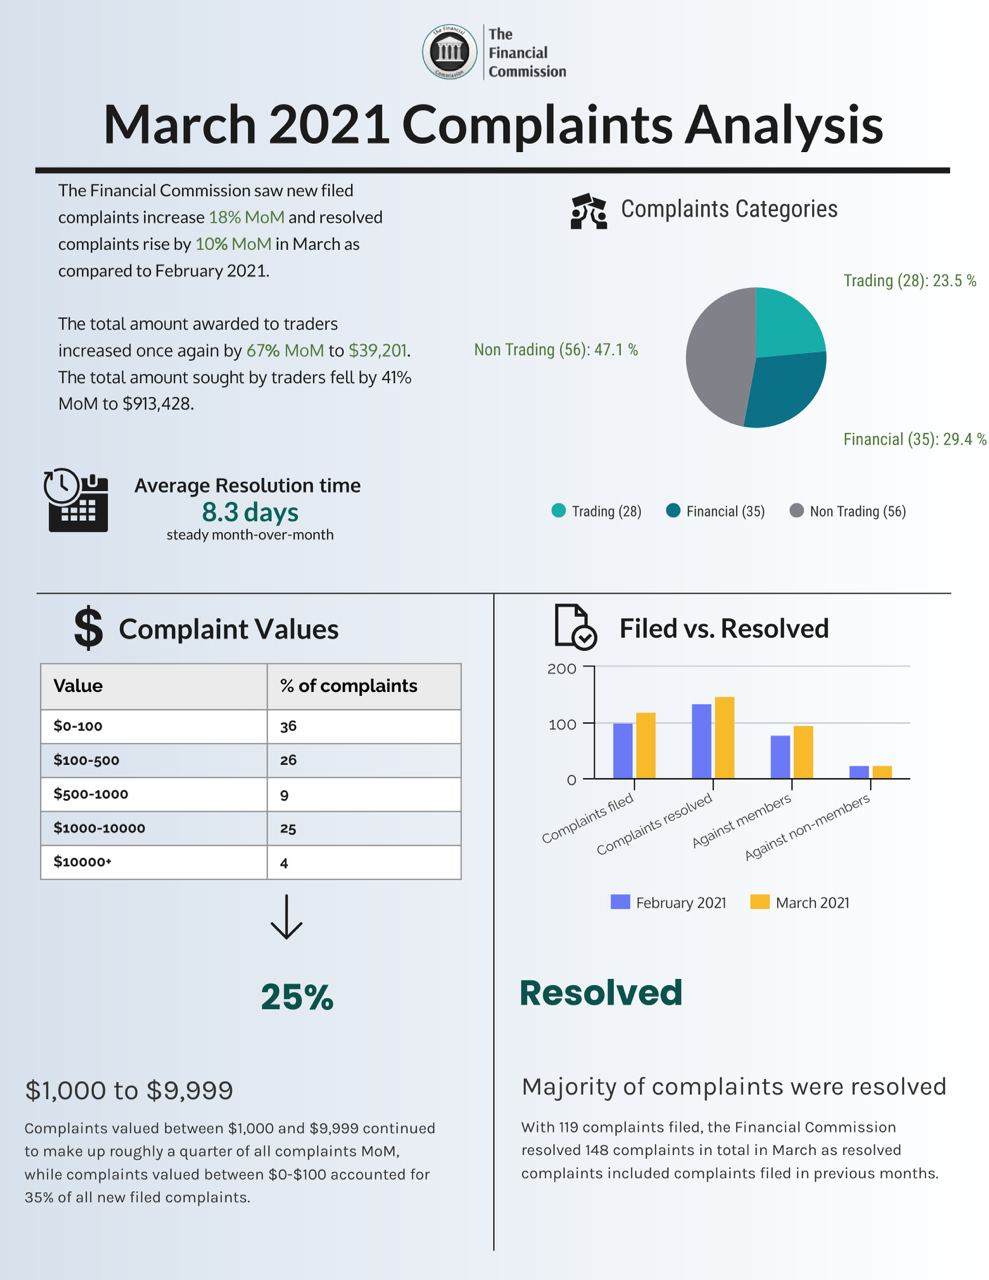 The Financial Commission
The
Financial
Commission
March 2021 Complaints Analysis
The Financial Commission saw new filed
complaints increase 18% MoM and resolved
complaints rise by 10% MoM in March as
compared to February 2021.
The total amount awarded to traders
increased once again by 67% MoM to $39,201.
The total amount sought by traders fell by 41%
MoM to $913,428.
Average Resolution time
8.3 days
steady month-over-month
Complaints Categories
Trading (28): 23.5 %
Non Trading (56): 47.1 %
Financial (35): 29.4 %
Trading (28) Financial (35) Non Trading (56)
$ Complaint Values
Value % of complaints
$0-100 36
$100-500 26
$500-1000 9
$1000-10000 25
$10000+ 4
25%
$1,000 to $9,999
Complaints valued between $1,000 and $9,999 continued
to make up roughly a quarter of all complaints MoM,
while complaints valued between $0-$100 accounted for
35% of all new filed complaints.
Filed vs. Resolved
200
100
0
Complaints filed
Complaints resolved
Against members
Against non-members
February 2021 March 2021
Resolved
Majority of complaints were resolved
With 119 complaints filed, the Financial Commission
resolved 148 complaints in total in March as resolved
complaints included complaints filed in previous months.